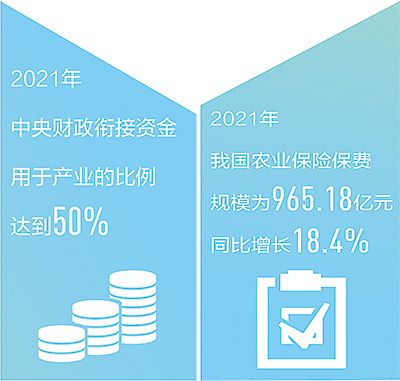 2021年
中央财政衔接资金
用于产业的比例
达到50%
2021年
我国农业保险保费
规模为965.18亿元
同比增长18.4%